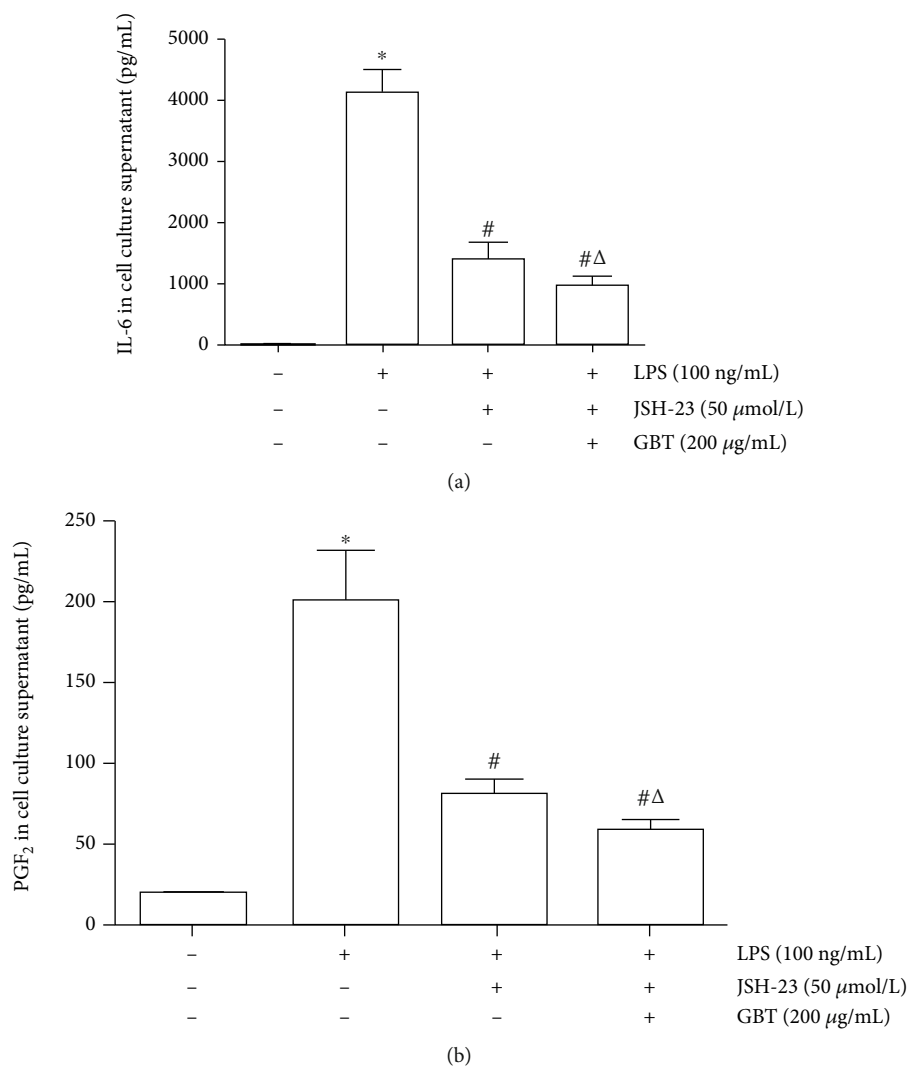 IL-6 in cell culture supernatant (pg/mL)
5000
4000
3000
2000
1000
0
*
#
#Δ
– + + + LPS (100 ng/mL)
– – + + JSH-23 (50 μmol/L)
– – – + GBT (200 μg/mL)
(a)
PGF₂ in cell culture supernatant (pg/mL)
250
200
150
100
50
0
*
#
#Δ
– + + + LPS (100 ng/mL)
– – + + JSH-23 (50 μmol/L)
– – – + GBT (200 μg/mL)
(b)